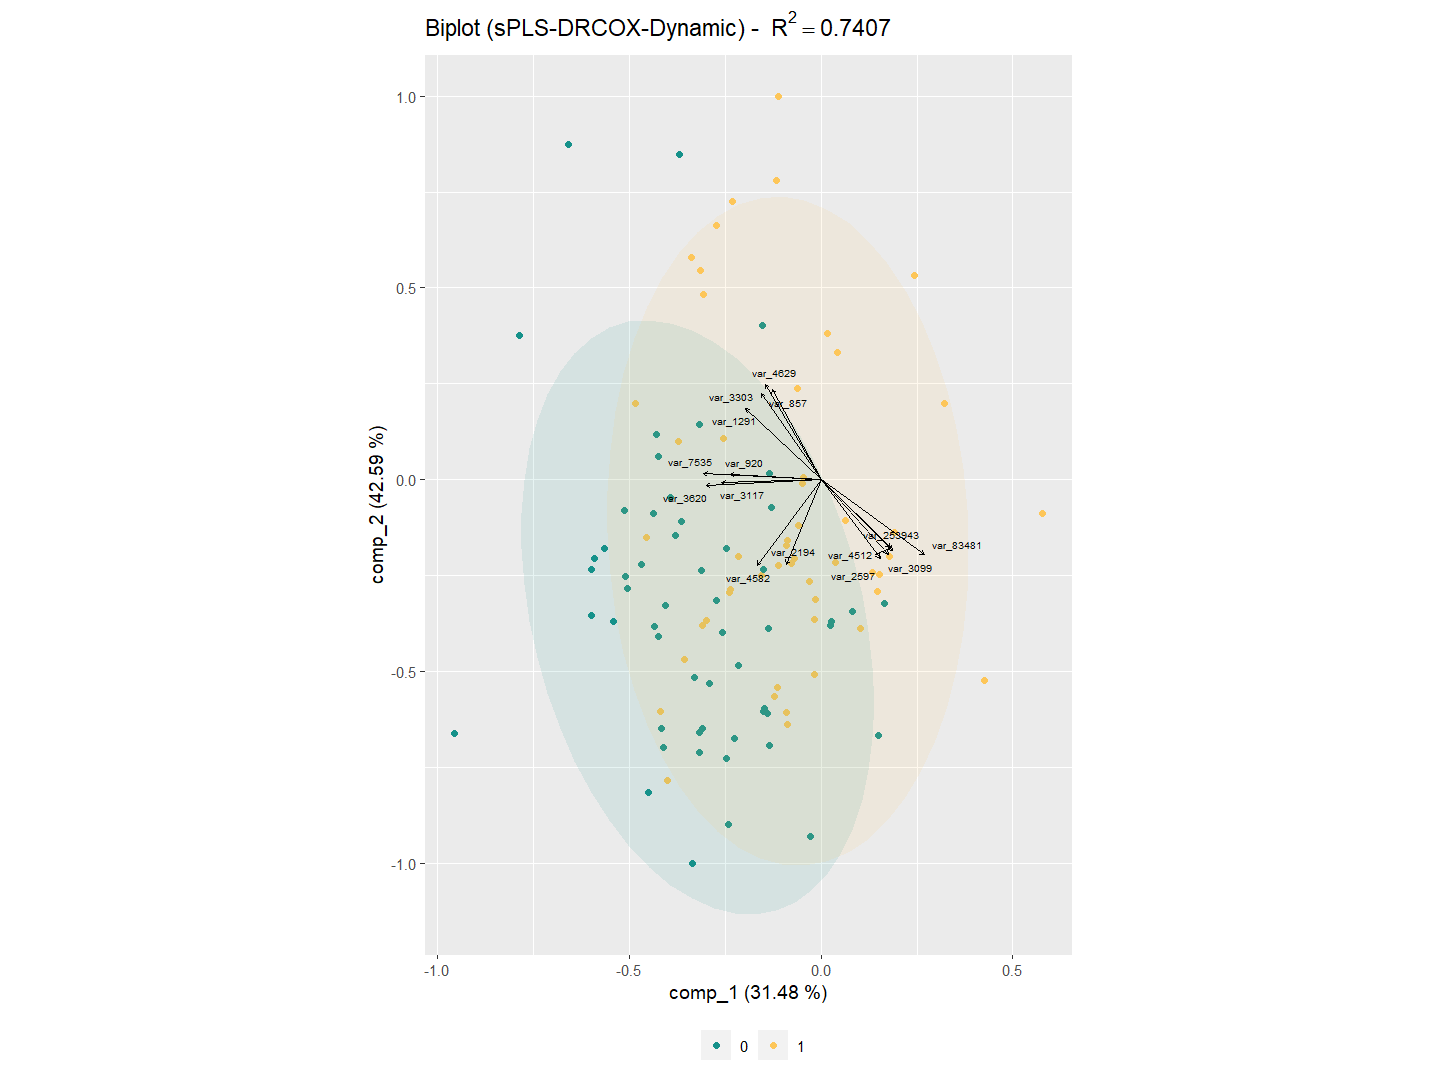 Biplot (sPLS-DRCOX-Dynamic) - R² = 0.7407
1.0
0.5
0.0
-0.5
-1.0
comp_2 (42.59 %)
var_4629
var_3303
var_857
var_1291
var_7535
var_920
var_3620
var_3117
var_253943
var_83481
var_2194
var_4512
var_3099
var_4582
var_2597
-1.0
-0.5
0.0
0.5
comp_1 (31.48 %)
0
1